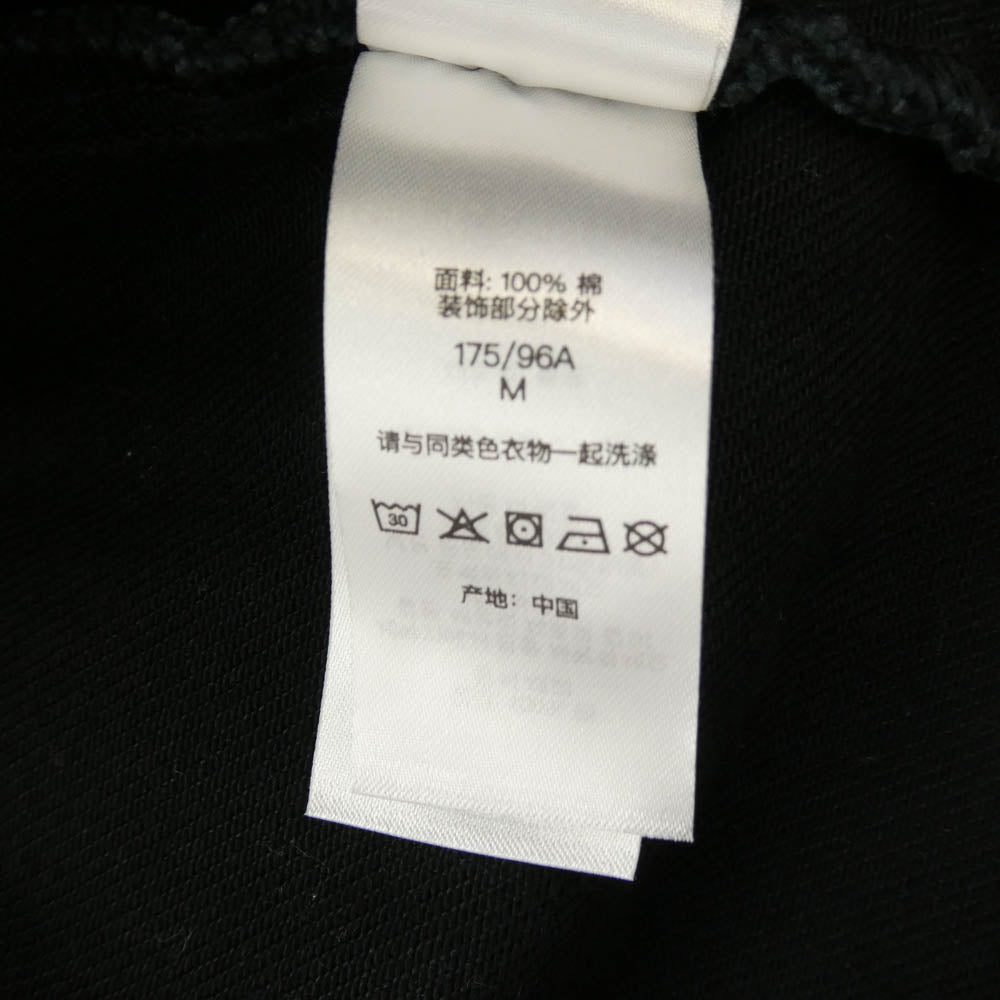 面料: 100% 棉
装饰部分除外
175/96A
M
请与同类色衣物一起洗涤
30
产地: 中国